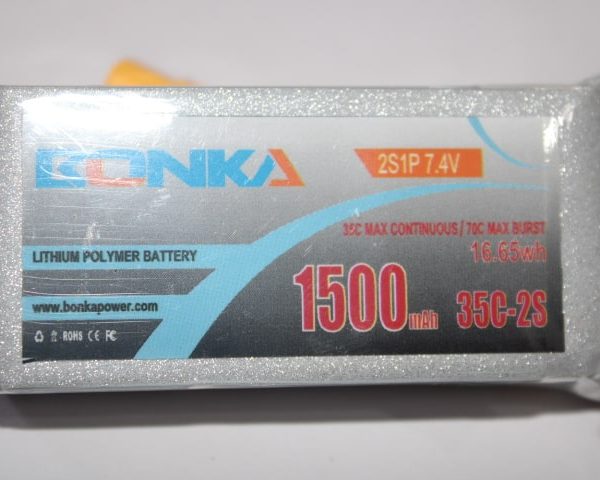 BONKA
2S1P 7.4V
35C MAX CONTINUOUS / 70C MAX BURST
16.65wh
LITHIUM POLYMER BATTERY
1500mAh 35C-2S
www.bonkapower.com
ROHS CE FC